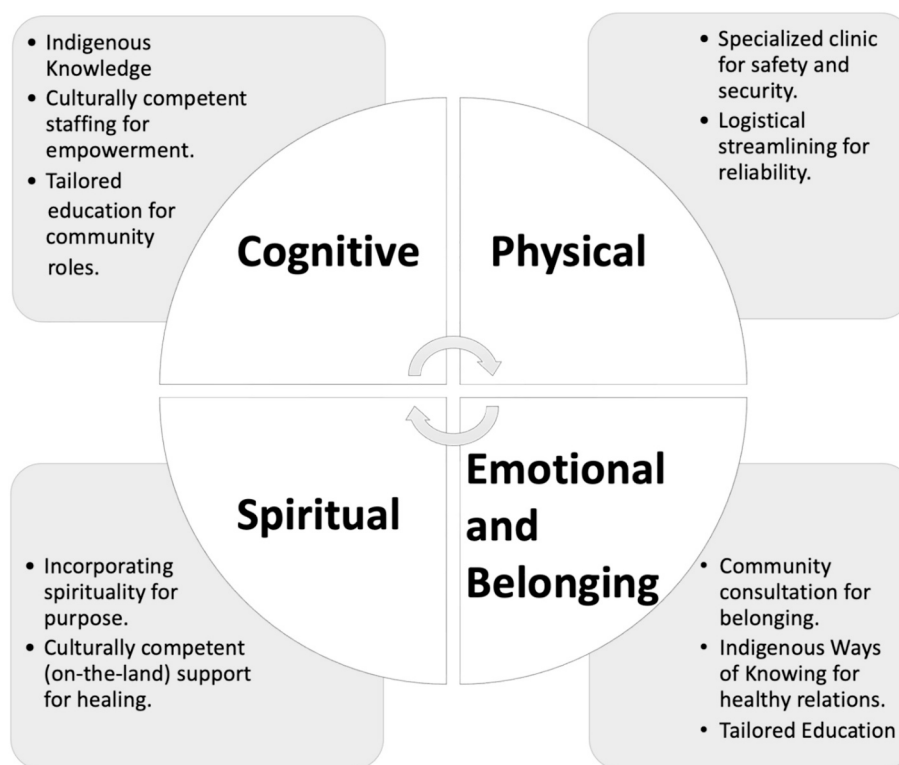 • Indigenous
Knowledge
• Culturally competent
staffing for
empowerment.
• Tailored
education for
community
roles.
• Specialized clinic
for safety and
security.
• Logistical
streamlining for
reliability.
Cognitive
Physical
Spiritual
Emotional
and
Belonging
• Incorporating
spirituality for
purpose.
• Culturally competent
(on-the-land) support
for healing.
• Community
consultation for
belonging.
• Indigenous Ways
of Knowing for
healthy relations.
• Tailored Education